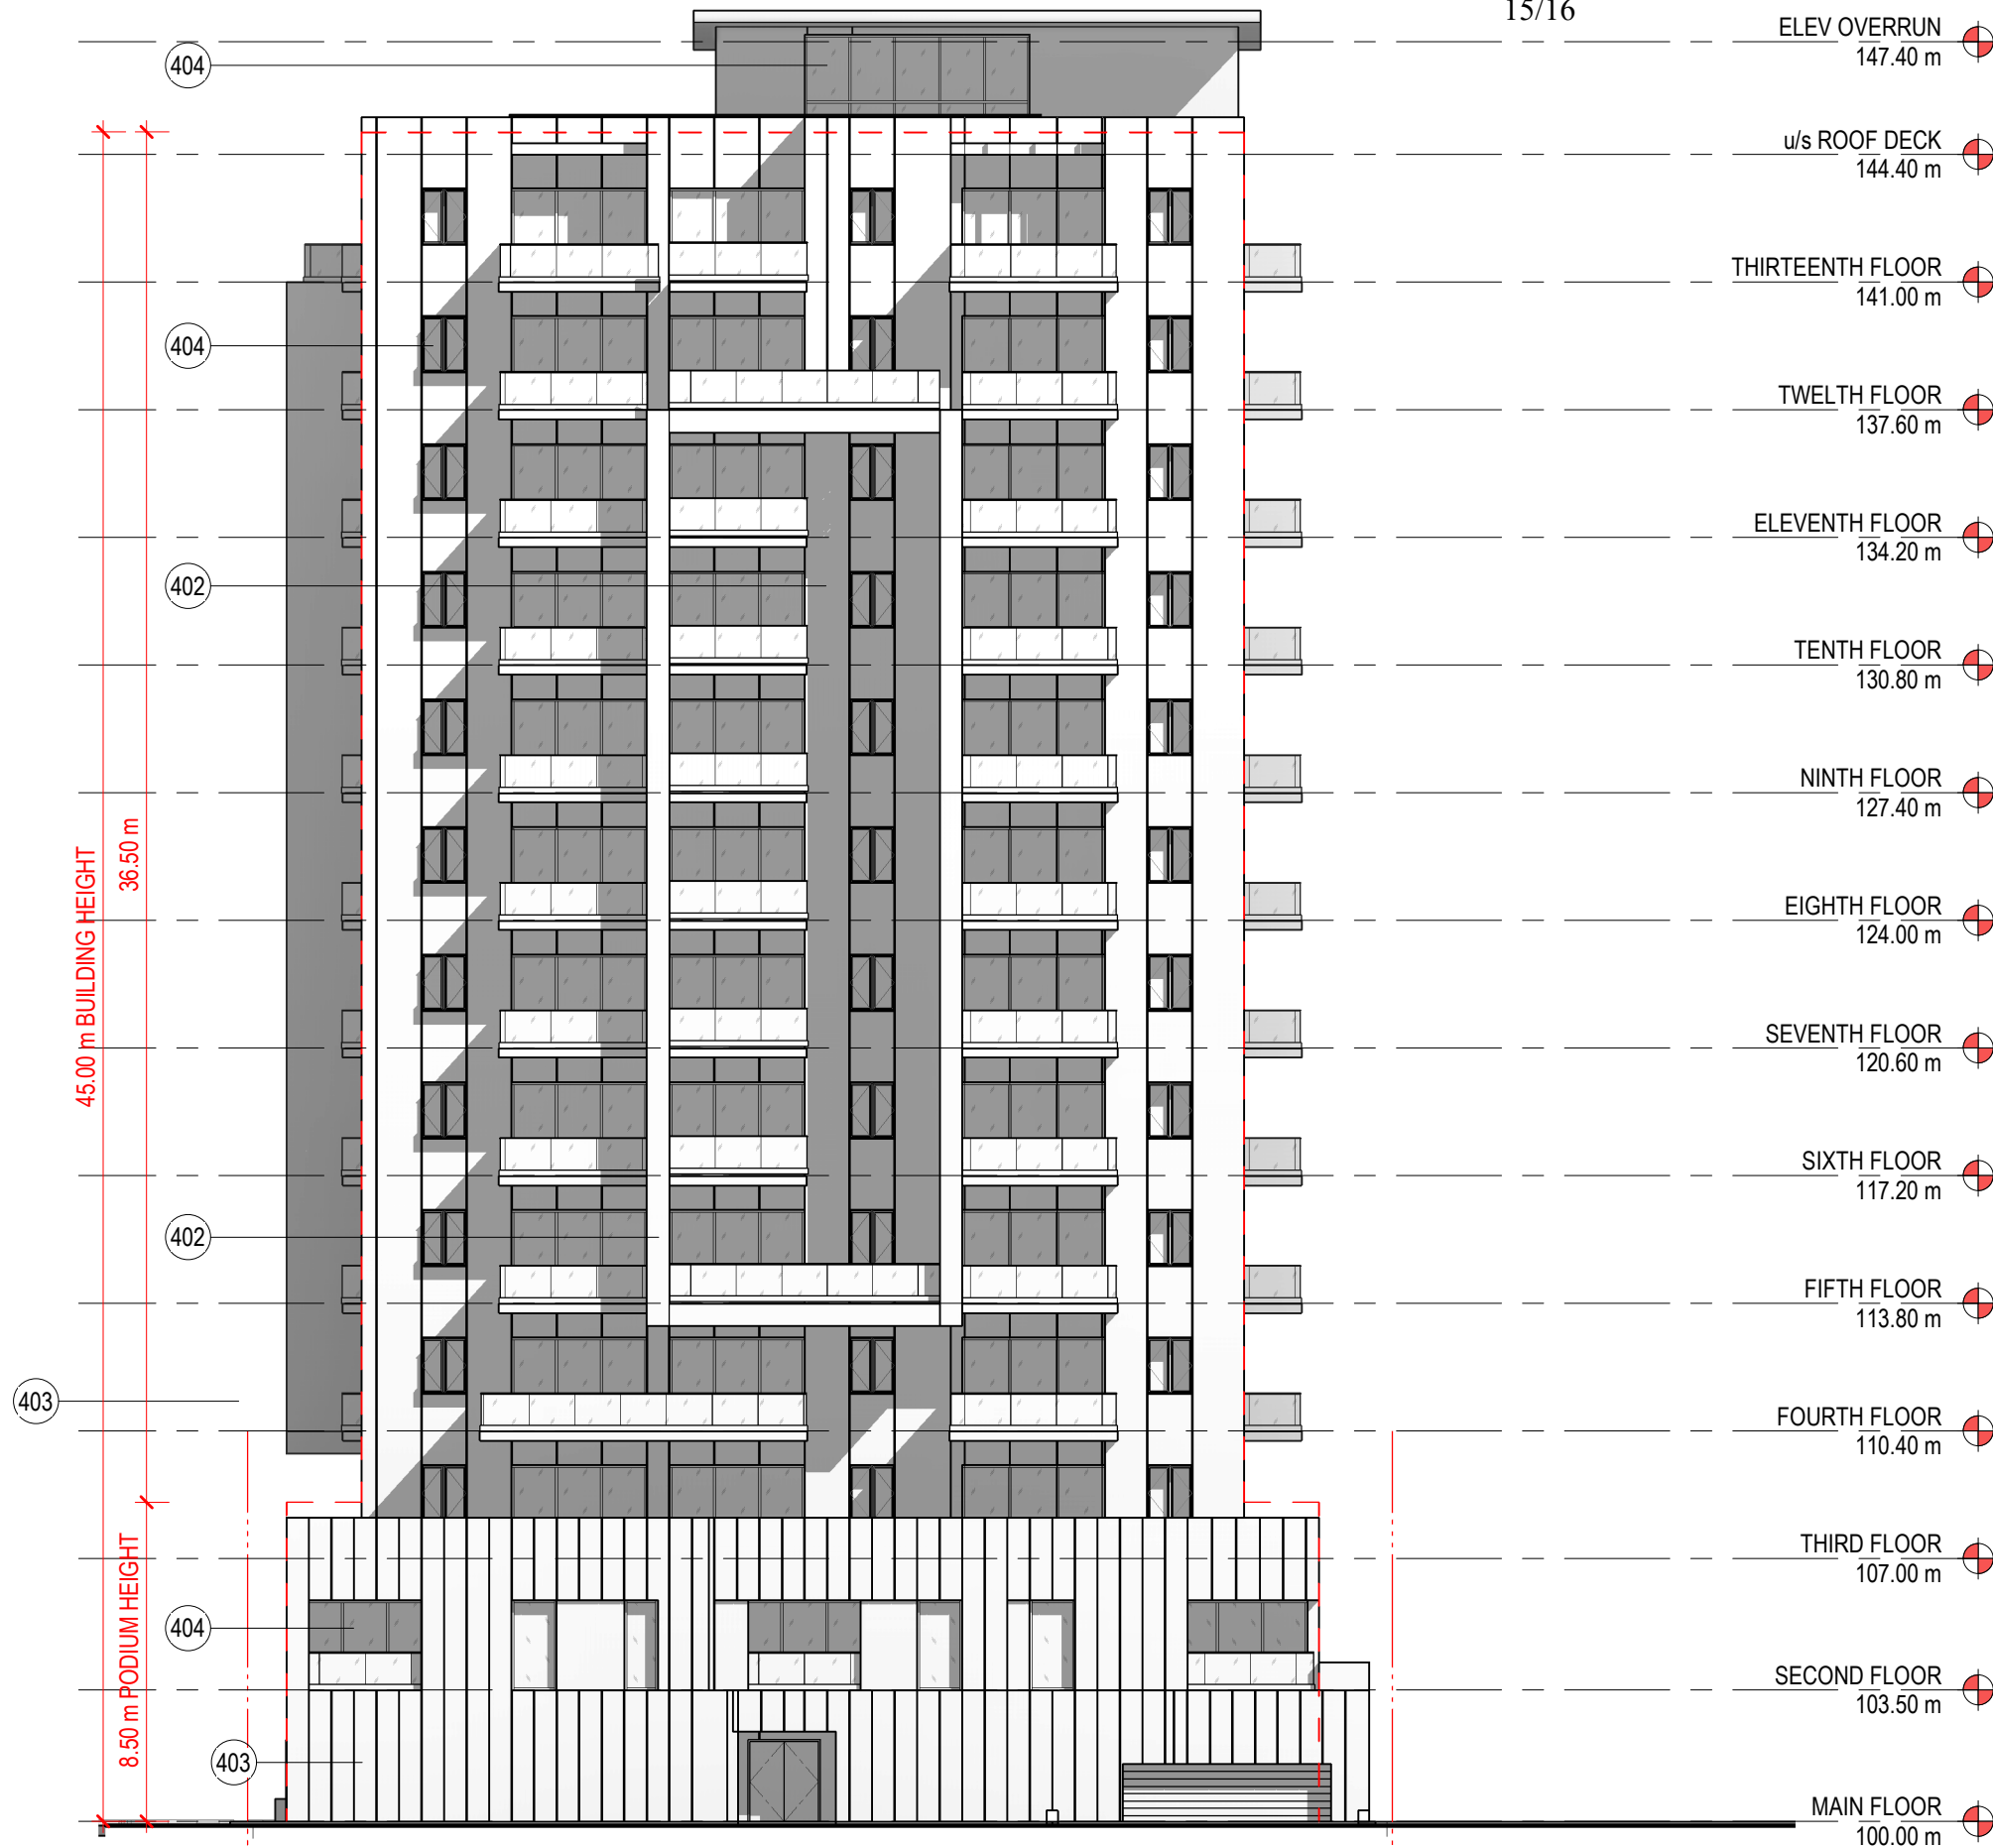 15/16
ELEV OVERRUN
147.40 m
404
u/s ROOF DECK
144.40 m
THIRTEENTH FLOOR
141.00 m
404
TWELTH FLOOR
137.60 m
ELEVENTH FLOOR
134.20 m
402
TENTH FLOOR
130.80 m
NINTH FLOOR
127.40 m
36.50 m
45.00 m BUILDING HEIGHT
EIGHTH FLOOR
124.00 m
SEVENTH FLOOR
120.60 m
SIXTH FLOOR
117.20 m
402
FIFTH FLOOR
113.80 m
403
FOURTH FLOOR
110.40 m
THIRD FLOOR
107.00 m
8.50 m PODIUM HEIGHT
404
SECOND FLOOR
103.50 m
403
MAIN FLOOR
100.00 m